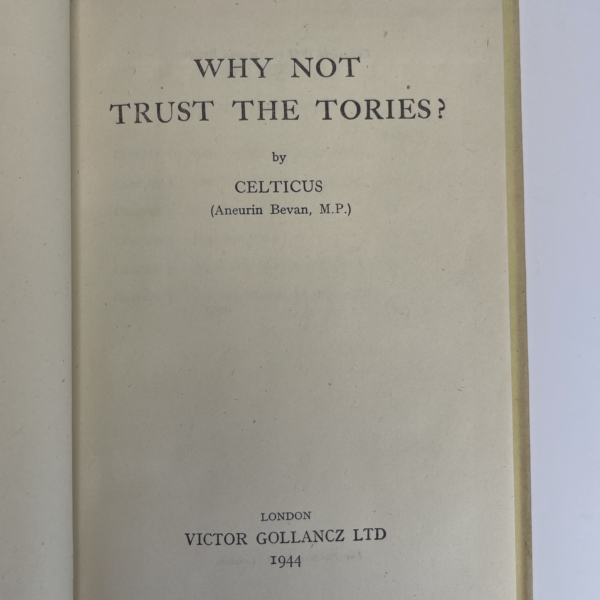 WHY NOT
TRUST THE TORIES?
by
CELTICUS
(Aneurin Bevan, M.P.)
LONDON
VICTOR GOLLANCZ LTD
1944